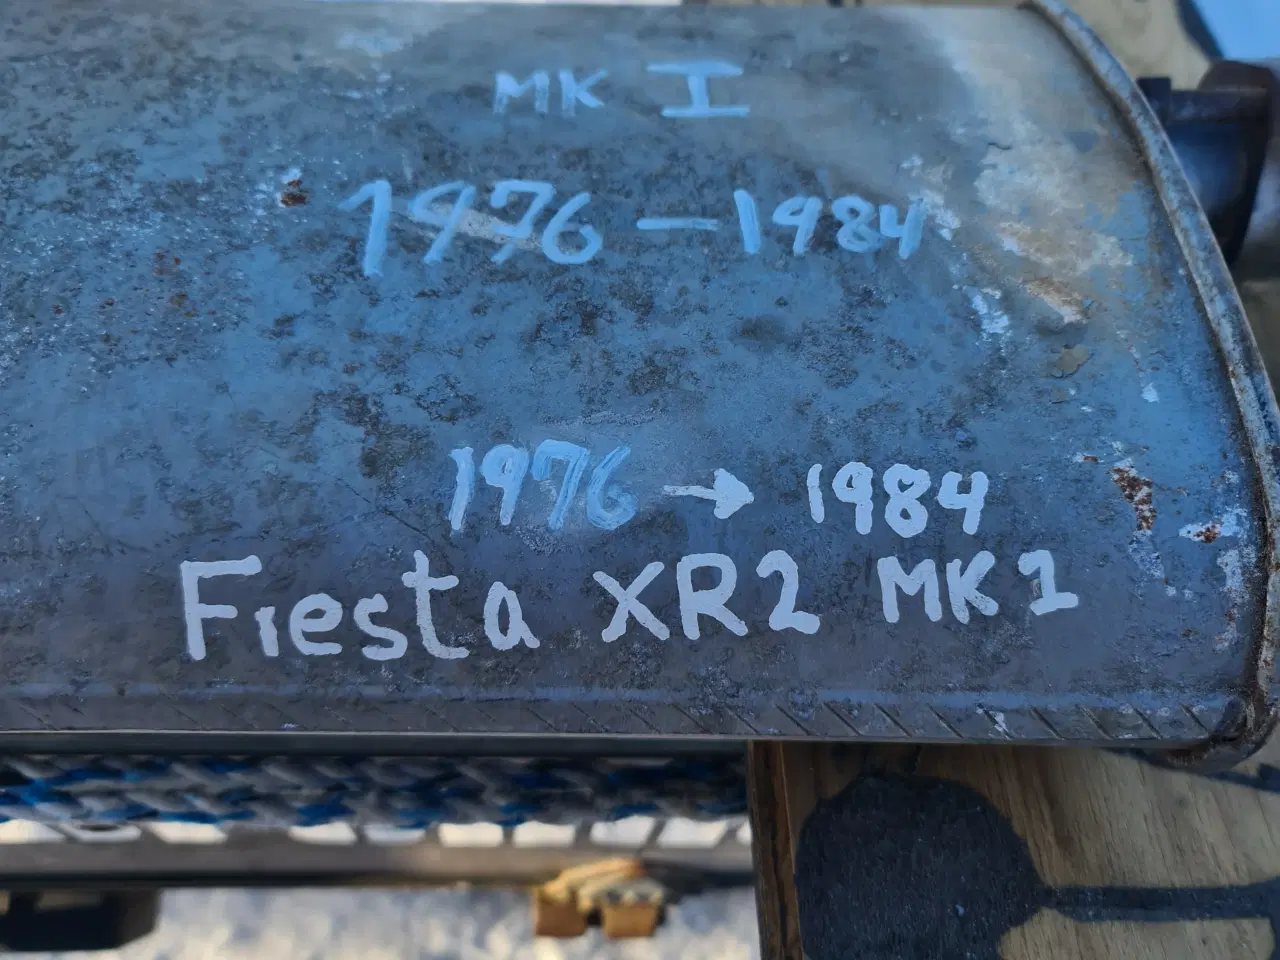 MK I
1976 - 1984
1976 → 1984
Fiesta XR2 MK1